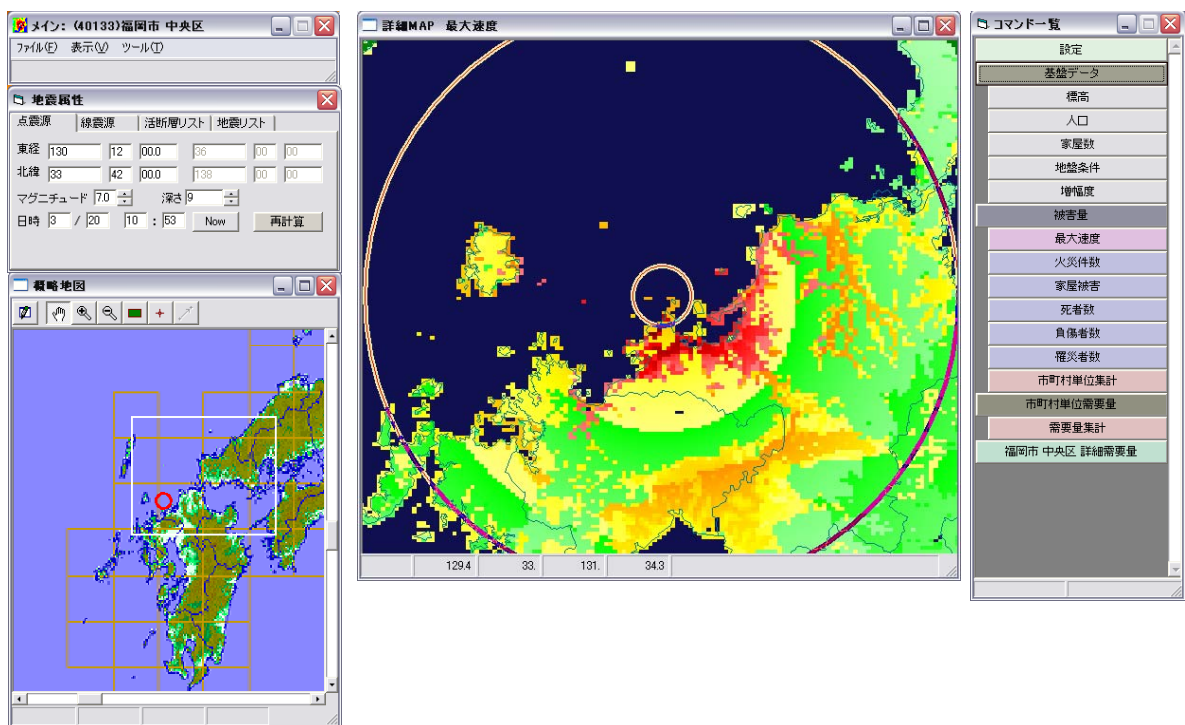 メイン: (40133)福岡市 中央区
ファイル(F) 表示(V) ツール(T)
地震属性
点震源 線震源 活断層リスト 地震リスト
東経 130 12 00.0 36 00 00
北緯 33 42 00.0 138 00 00
マグニチュード 7.0 深さ 9
日時 3 / 20 10 : 53 Now 再計算
概略地図
詳細MAP 最大速度
129.4 33. 131. 34.3
コマンド一覧
設定
基盤データ
標高
人口
家屋数
地盤条件
増幅度
被害量
最大速度
火災件数
家屋被害
死者数
負傷者数
罹災者数
市町村単位集計
市町村単位需要量
需要量集計
福岡市 中央区 詳細需要量